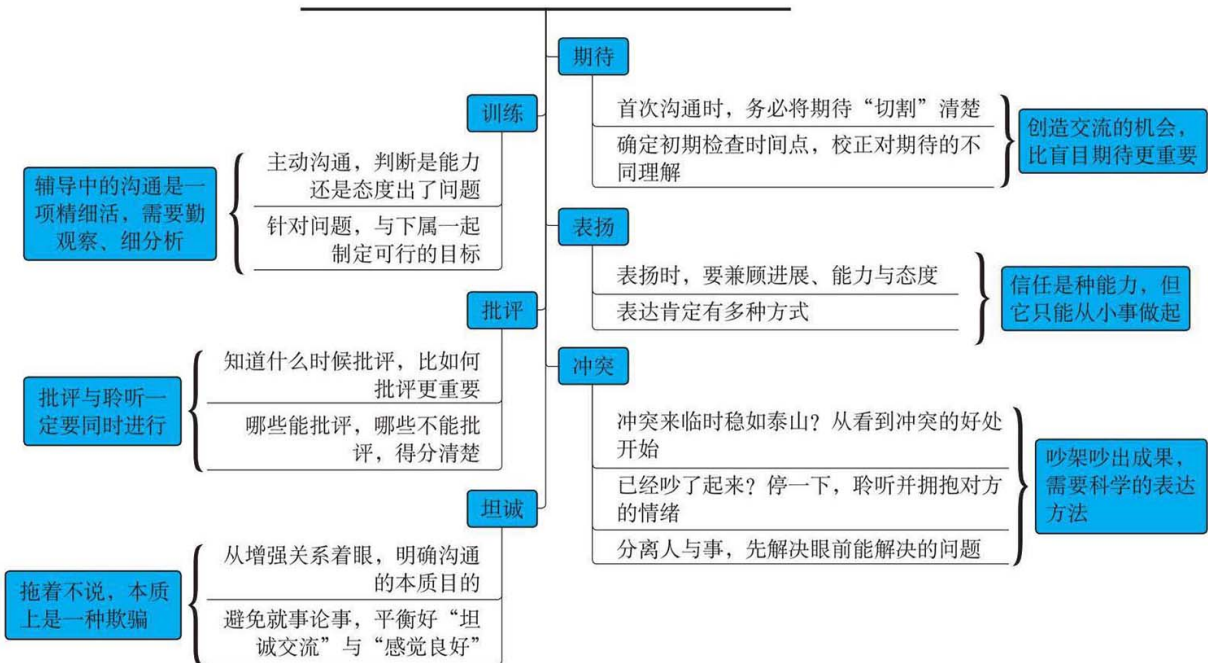 期待
首次沟通时，务必将期待“切割”清楚
确定初期检查时间点，校正对期待的不
同理解
创造交流的机会，
比盲目期待更重要
训练
主动沟通，判断是能力
还是态度出了问题
针对问题，与下属一起
制定可行的目标
辅导中的沟通是一
项精细活，需要勤
观察、细分析
表扬
表扬时，要兼顾进展、能力与态度
表达肯定有多种方式
信任是种能力，但
它只能从小事做起
批评
知道什么时候批评，比如何
批评更重要
哪些能批评，哪些不能批
评，得分清楚
批评与聆听一
定要同时进行
冲突
冲突来临时稳如泰山？从看到冲突的好处
开始
已经吵了起来？停一下，聆听并拥抱对方
的情绪
分离人与事，先解决眼前能解决的问题
吵架吵出成果，
需要科学的表达
方法
坦诚
从增强关系着眼，明确沟通
的本质目的
避免就事论事，平衡好“坦
诚交流”与“感觉良好”
拖着不说，本质
上是一种欺骗